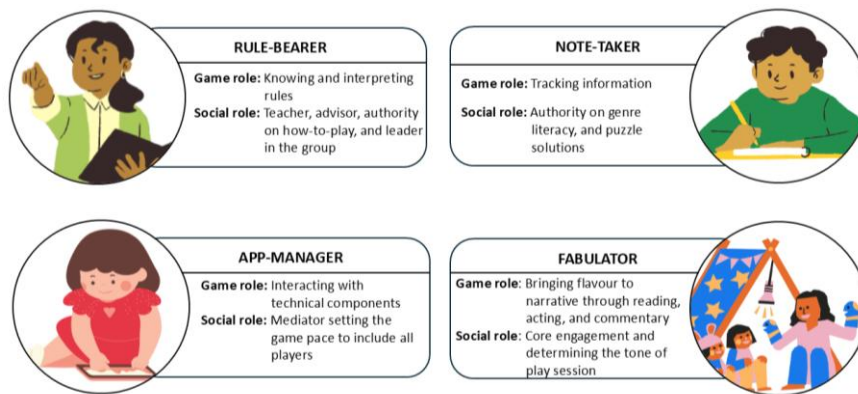 RULE-BEARER
Game role: Knowing and interpreting
rules
Social role: Teacher, advisor, authority
on how-to-play, and leader
in the group
NOTE-TAKER
Game role: Tracking information
Social role: Authority on genre
literacy, and puzzle
solutions
APP-MANAGER
Game role: Interacting with
technical components
Social role: Mediator setting the
game pace to include all
players
FABULATOR
Game role: Bringing flavour to
narrative through reading,
acting, and commentary
Social role: Core engagement and
determining the tone of
play session